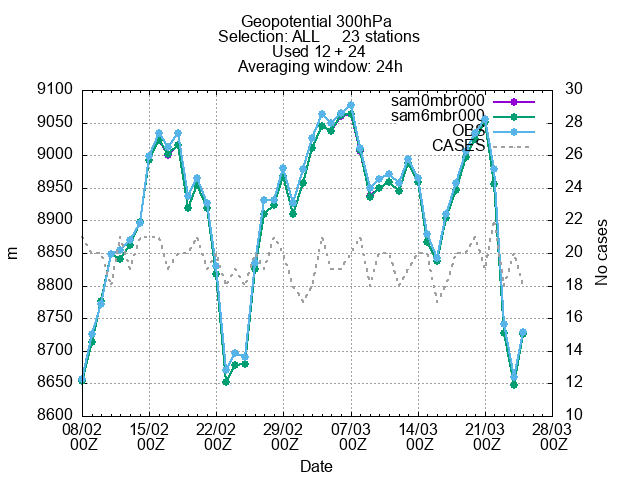 Geopotential 300hPa
Selection: ALL     23 stations
Used 12 + 24
Averaging window: 24h
sam0mbr000
sam6mbr000
OBS
CASES
9100
9050
9000
8950
8900
8850
8800
8750
8700
8650
8600
m
30
28
26
24
22
20
18
16
14
12
10
No cases
08/02 15/02 22/02 29/02 07/03 14/03 21/03 28/03
00Z 00Z 00Z 00Z 00Z 00Z 00Z 00Z
Date